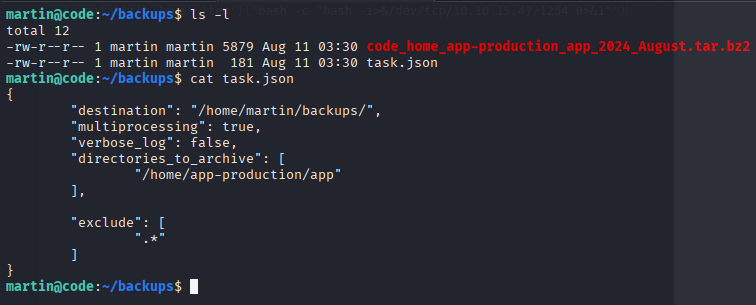 martin@code:~/backups$ ls -l
total 12
-rw-r--r-- 1 martin martin 5879 Aug 11 03:30 code_home_app-production_app_2024_August.tar.bz2
-rw-r--r-- 1 martin martin  181 Aug 11 03:30 task.json
martin@code:~/backups$ cat task.json
{
        "destination": "/home/martin/backups/",
        "multiprocessing": true,
        "verbose_log": false,
        "directories_to_archive": [
                "/home/app-production/app"
        ],

        "exclude": [
                ".*"
        ]
}
martin@code:~/backups$